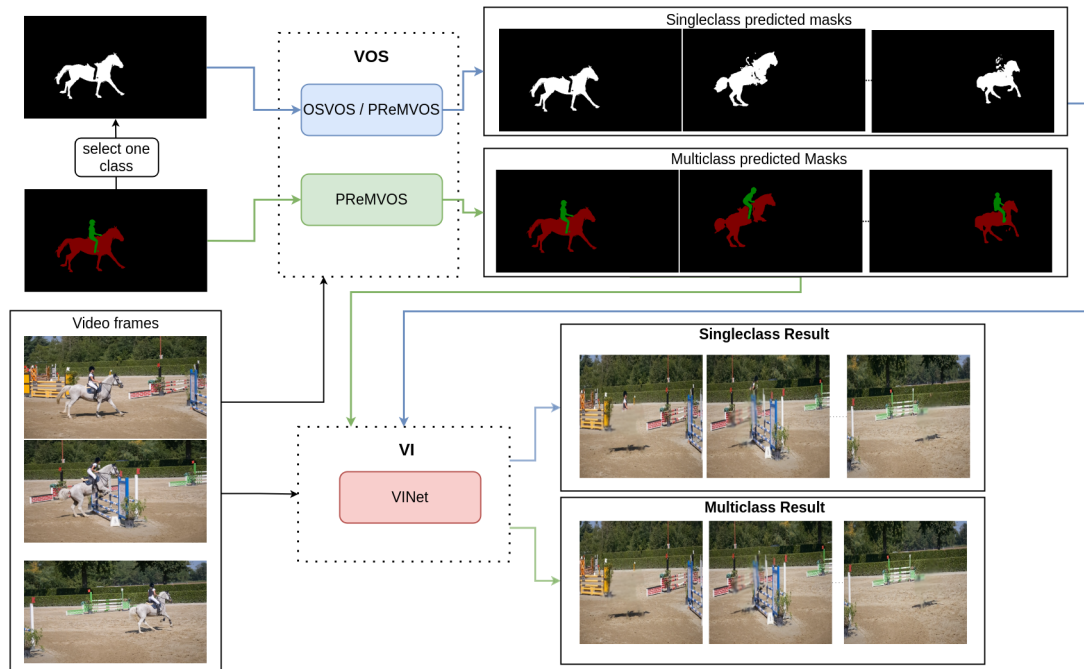 Singleclass predicted masks
VOS
OSVOS / PReMVOS
select one
class
Multiclass predicted Masks
PReMVOS
Video frames
Singleclass Result
VI
VINet
Multiclass Result